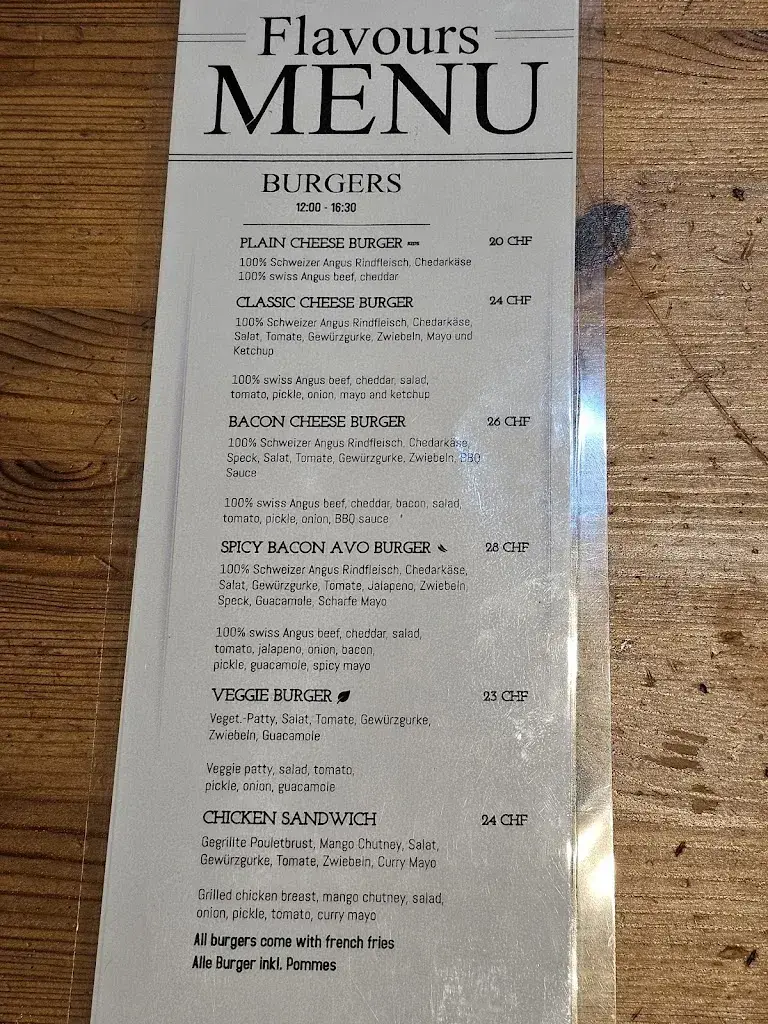 Flavours
MENU
BURGERS
12:00 - 16:30
PLAIN CHEESE BURGER 20 CHF
100% Schweizer Angus Rindfleisch, Chedarkäse
100% swiss Angus beef, cheddar
CLASSIC CHEESE BURGER 24 CHF
100% Schweizer Angus Rindfleisch, Chedarkäse,
Salat, Tomate, Gewürzgurke, Zwiebeln, Mayo und
Ketchup
100% swiss Angus beef, cheddar, salad,
tomato, pickle, onion, mayo and ketchup
BACON CHEESE BURGER 26 CHF
100% Schweizer Angus Rindfleisch, Chedarkäse,
Speck, Salat, Tomate, Gewürzgurke, Zwiebeln, BBQ
Sauce
100% swiss Angus beef, cheddar, bacon, salad,
tomato, pickle, onion, BBQ sauce
SPICY BACON AVO BURGER 28 CHF
100% Schweizer Angus Rindfleisch, Chedarkäse,
Salat, Gewürzgurke, Tomate, Jalapeno, Zwiebeln,
Speck, Guacamole, Scharfe Mayo
100% swiss Angus beef, cheddar, salad,
tomato, jalapeno, onion, bacon,
pickle, guacamole, spicy mayo
VEGGIE BURGER 23 CHF
Veget.-Patty, Salat, Tomate, Gewürzgurke,
Zwiebeln, Guacamole
Veggie patty, salad, tomato,
pickle, onion, guacamole
CHICKEN SANDWICH 24 CHF
Gegrillte Pouletbrust, Mango Chutney, Salat,
Gewürzgurke, Tomate, Zwiebeln, Curry Mayo
Grilled chicken breast, mango chutney, salad,
onion, pickle, tomato, curry mayo
All burgers come with french fries
Alle Burger inkl. Pommes